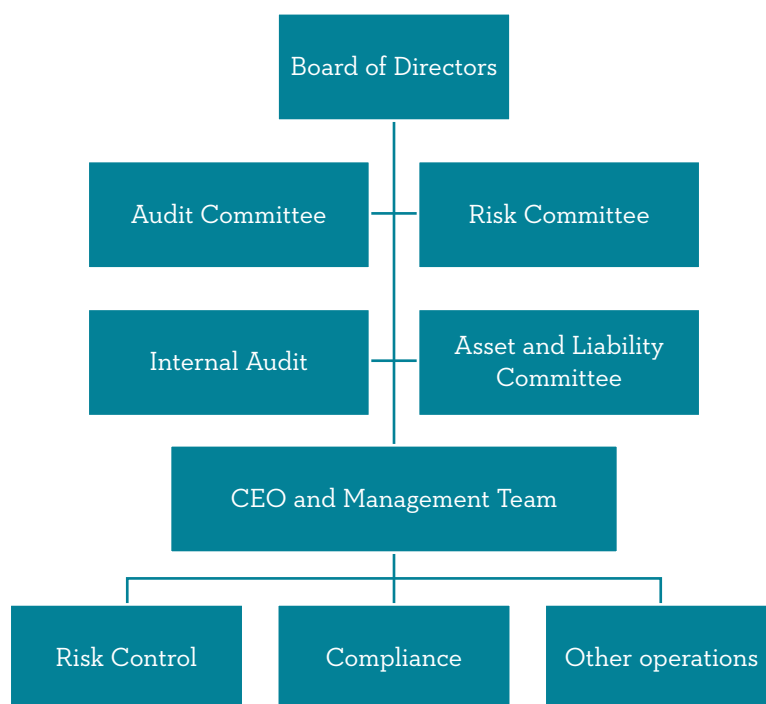 Board of Directors
Audit Committee
Risk Committee
Internal Audit
Asset and Liability
Committee
CEO and Management Team
Risk Control
Compliance
Other operations